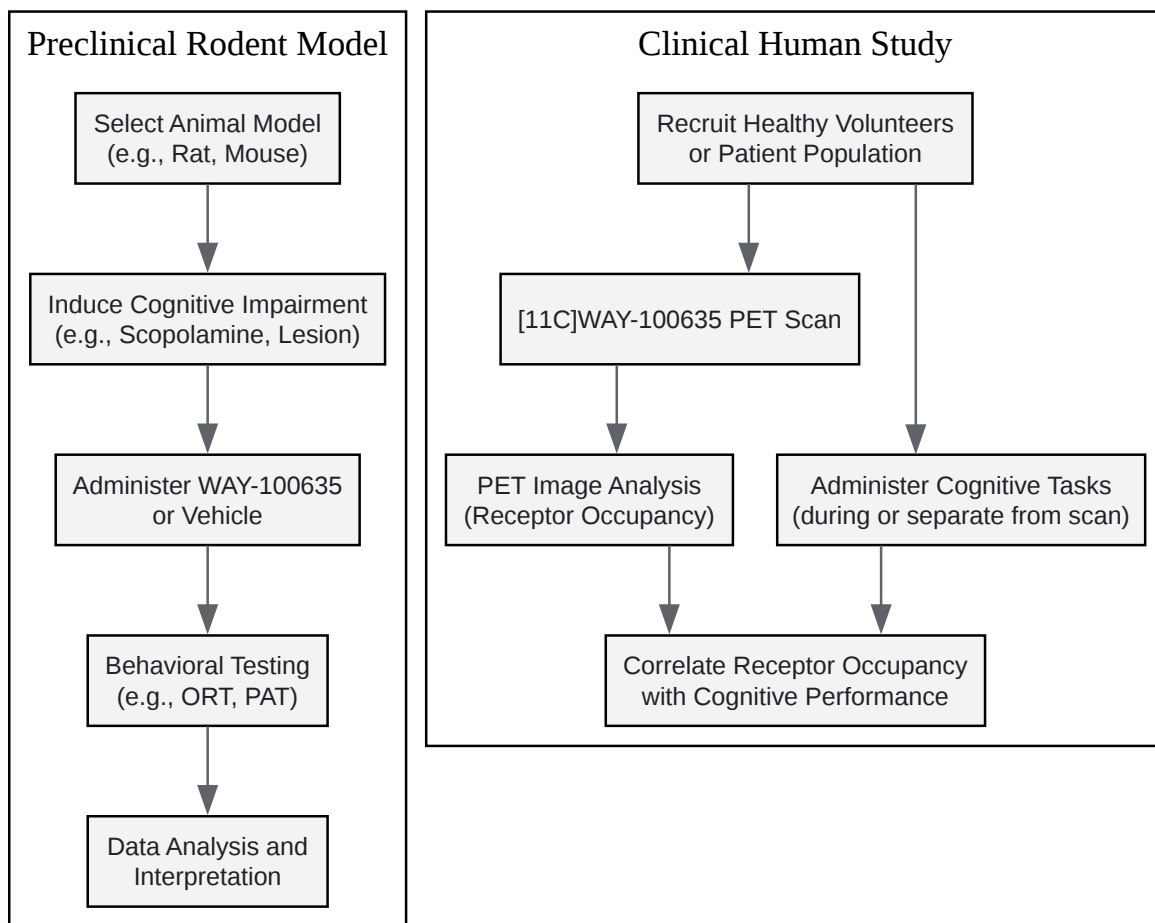 Preclinical Rodent Model
Select Animal Model
(e.g., Rat, Mouse)
Induce Cognitive Impairment
(e.g., Scopolamine, Lesion)
Administer WAY-100635
or Vehicle
Behavioral Testing
(e.g., ORT, PAT)
Data Analysis and
Interpretation
Clinical Human Study
Recruit Healthy Volunteers
or Patient Population
[11C]WAY-100635 PET Scan
PET Image Analysis
(Receptor Occupancy)
Administer Cognitive Tasks
(during or separate from scan)
Correlate Receptor Occupancy
with Cognitive Performance